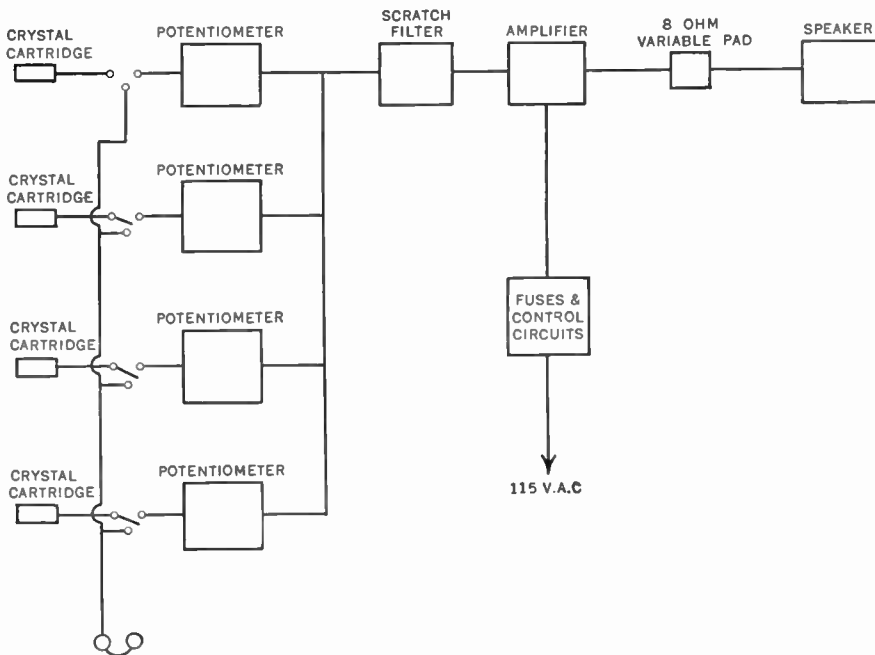 CRYSTAL
CARTRIDGE
POTENTIOMETER
SCRATCH
FILTER
AMPLIFIER
8 OHM
VARIABLE PAD
SPEAKER
CRYSTAL
CARTRIDGE
POTENTIOMETER
FUSES &
CONTROL
CIRCUITS
CRYSTAL
CARTRIDGE
POTENTIOMETER
CRYSTAL
CARTRIDGE
POTENTIOMETER
115 V.A.C